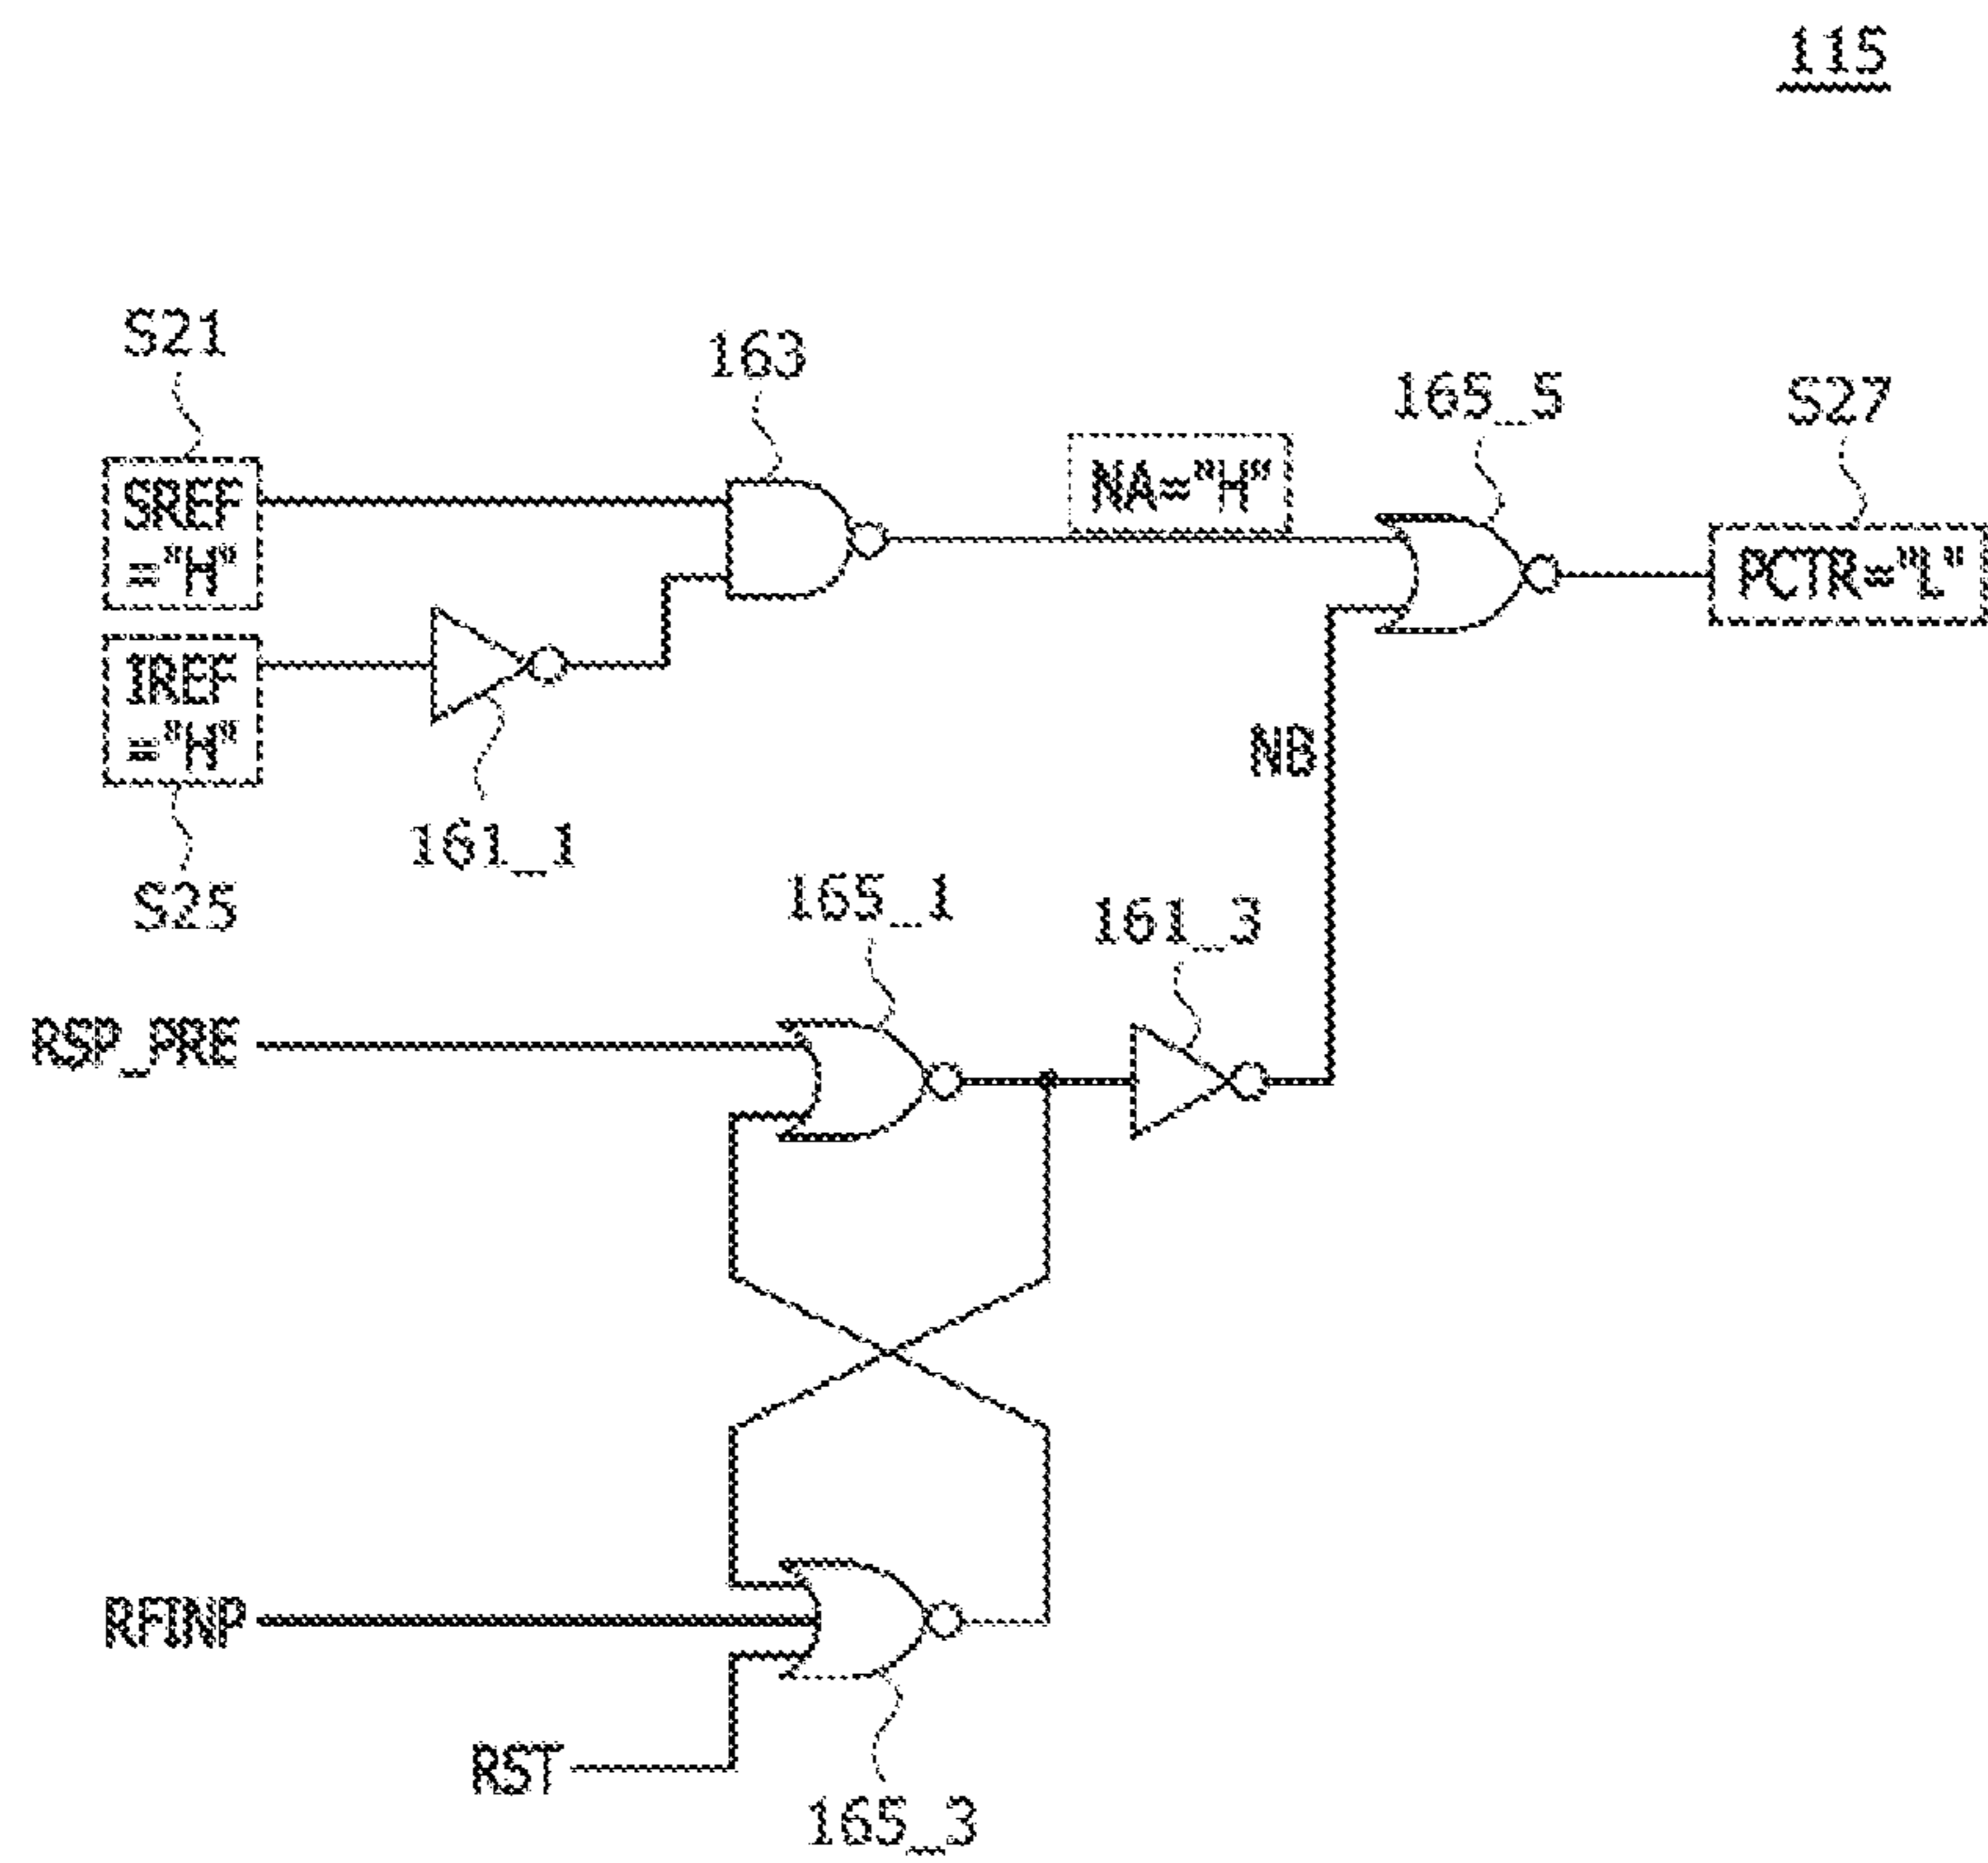 115
S21
163
165_5
S27
SREF
="H"
NA="H"
PCTR="L"
IREF
="H"
NB
161_1
S25
165_1
161_3
RSP_PRE
RFINP
RST
165_3